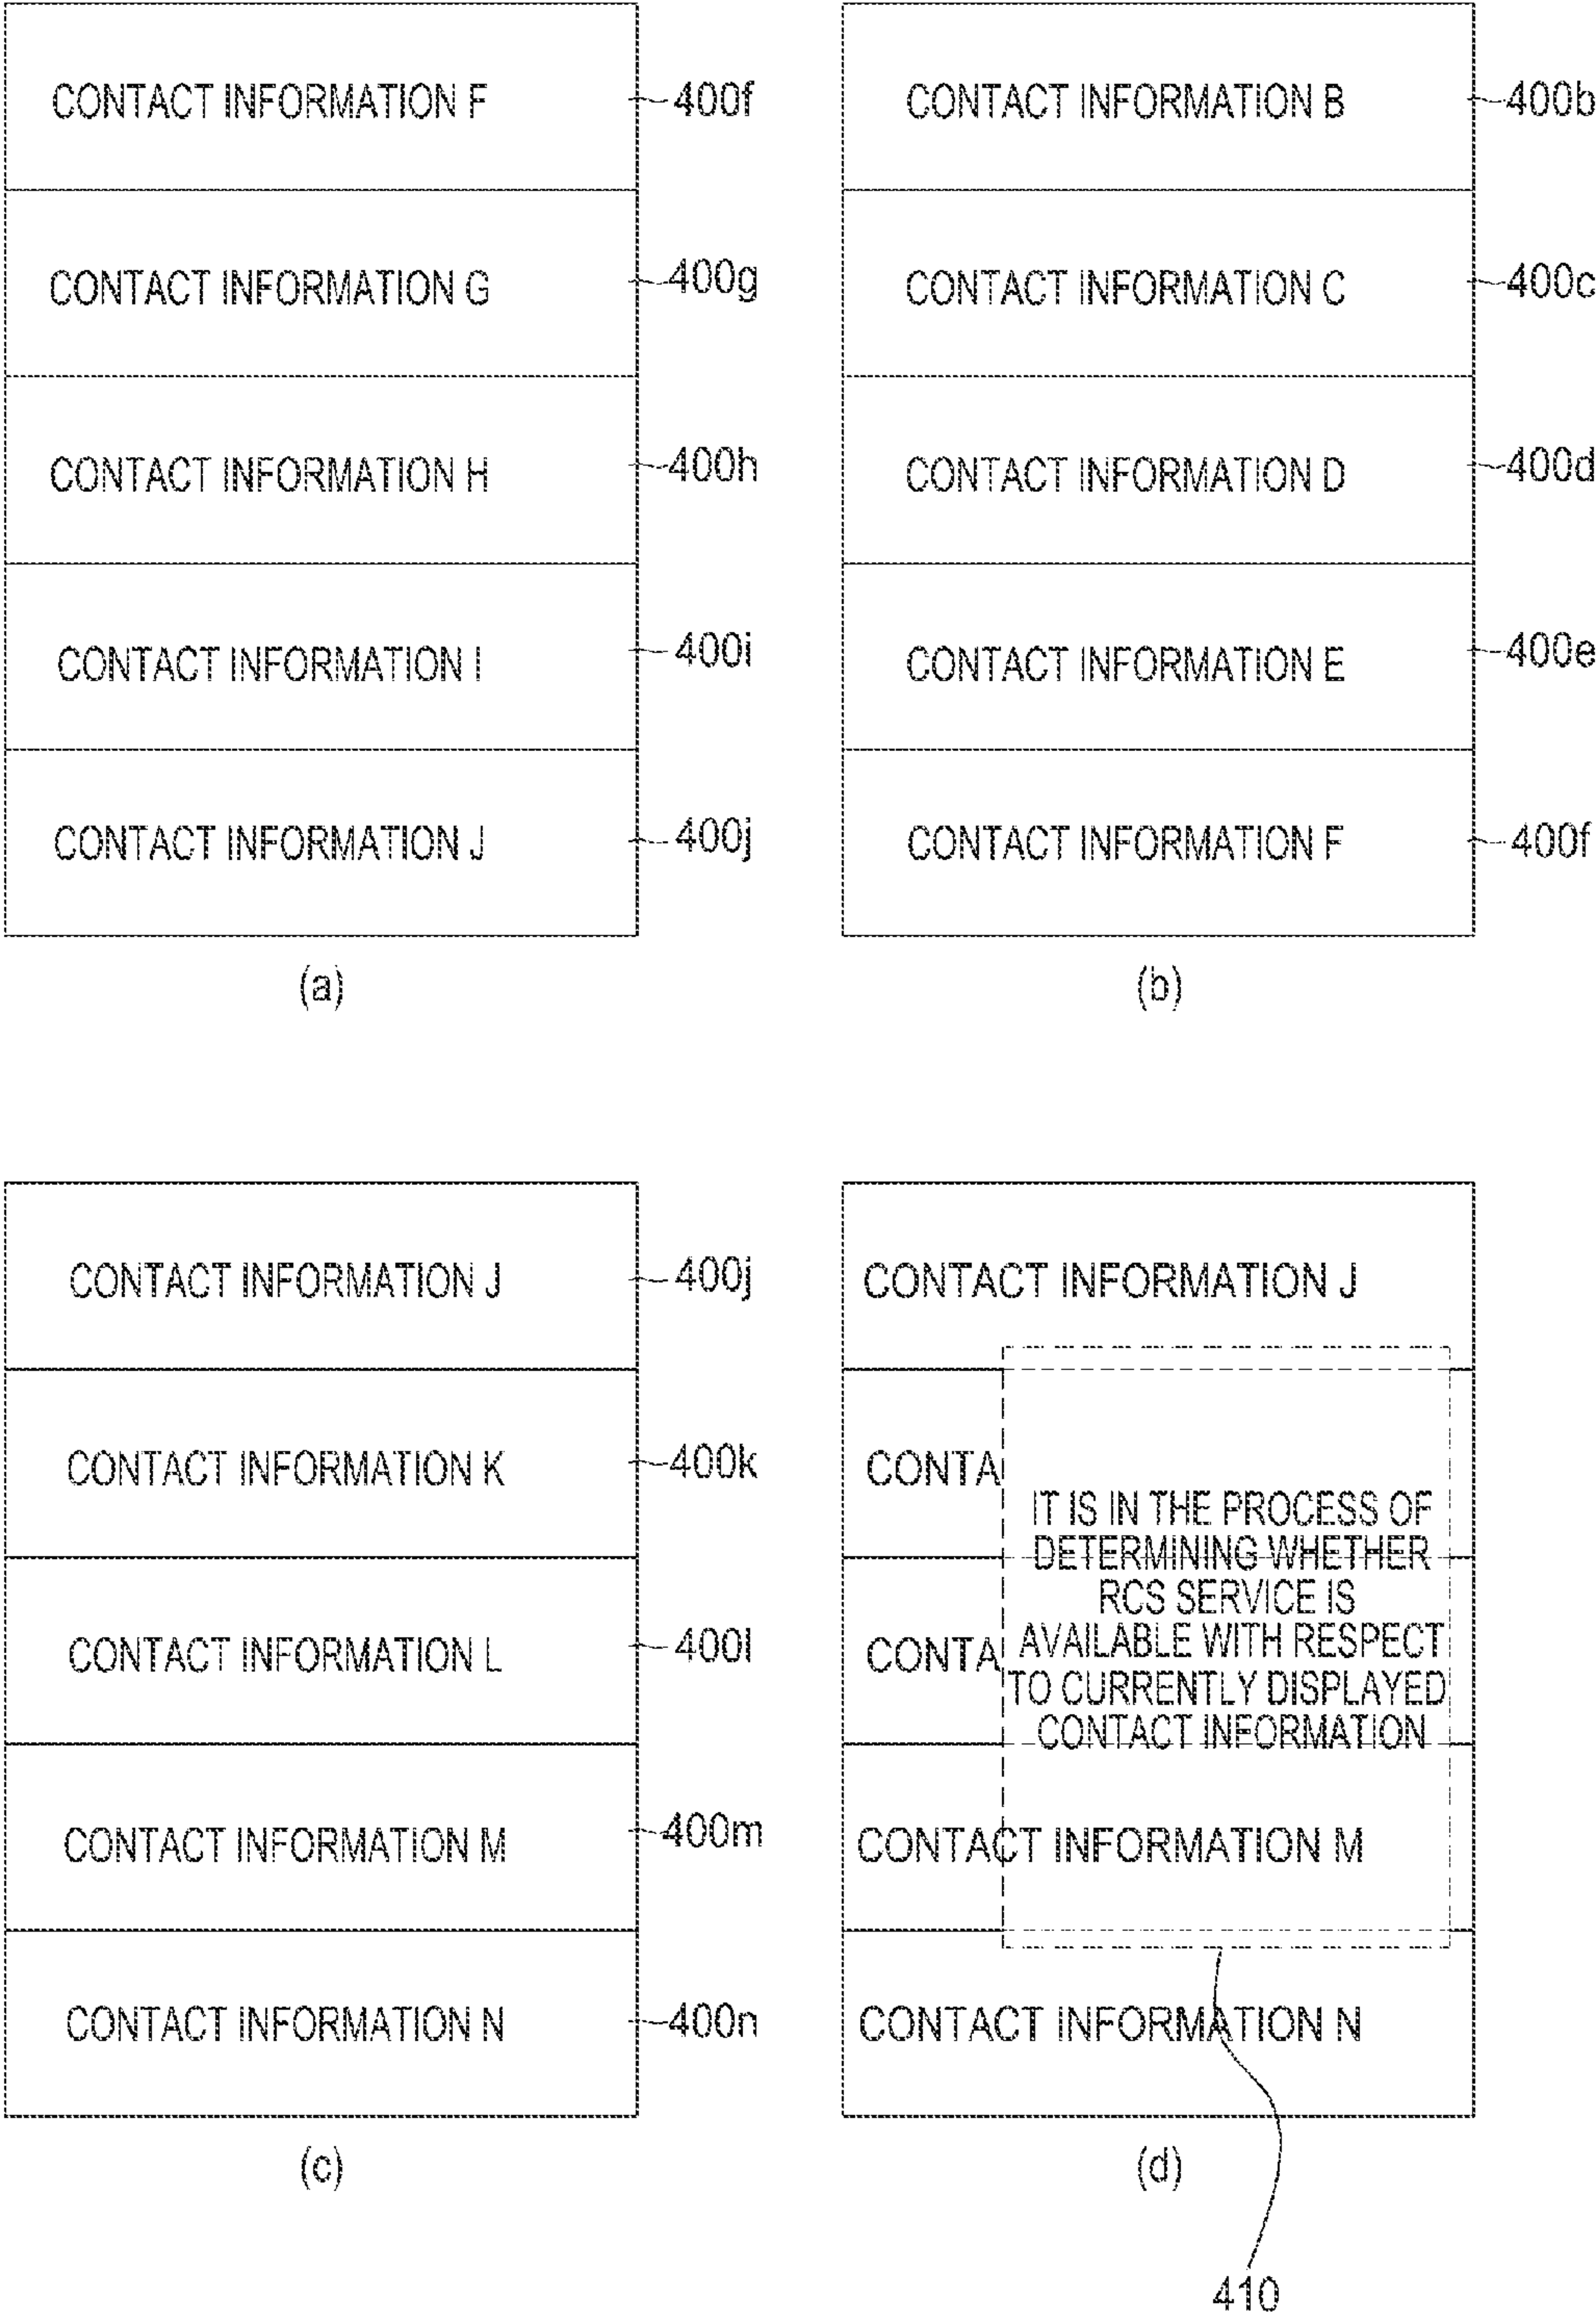 CONTACT INFORMATION F
400f
CONTACT INFORMATION G
400g
CONTACT INFORMATION H
400h
CONTACT INFORMATION I
400i
CONTACT INFORMATION J
400j
(a)
CONTACT INFORMATION B
400b
CONTACT INFORMATION C
400c
CONTACT INFORMATION D
400d
CONTACT INFORMATION E
400e
CONTACT INFORMATION F
400f
(b)
CONTACT INFORMATION J
400j
CONTACT INFORMATION K
400k
CONTACT INFORMATION L
400l
CONTACT INFORMATION M
400m
CONTACT INFORMATION N
400n
(c)
CONTACT INFORMATION J
CONTA
CONTA
IT IS IN THE PROCESS OF
DETERMINING WHETHER
RCS SERVICE IS
AVAILABLE WITH RESPECT
TO CURRENTLY DISPLAYED
CONTACT INFORMATION
CONTACT INFORMATION M
CONTACT INFORMATION N
(d)
410